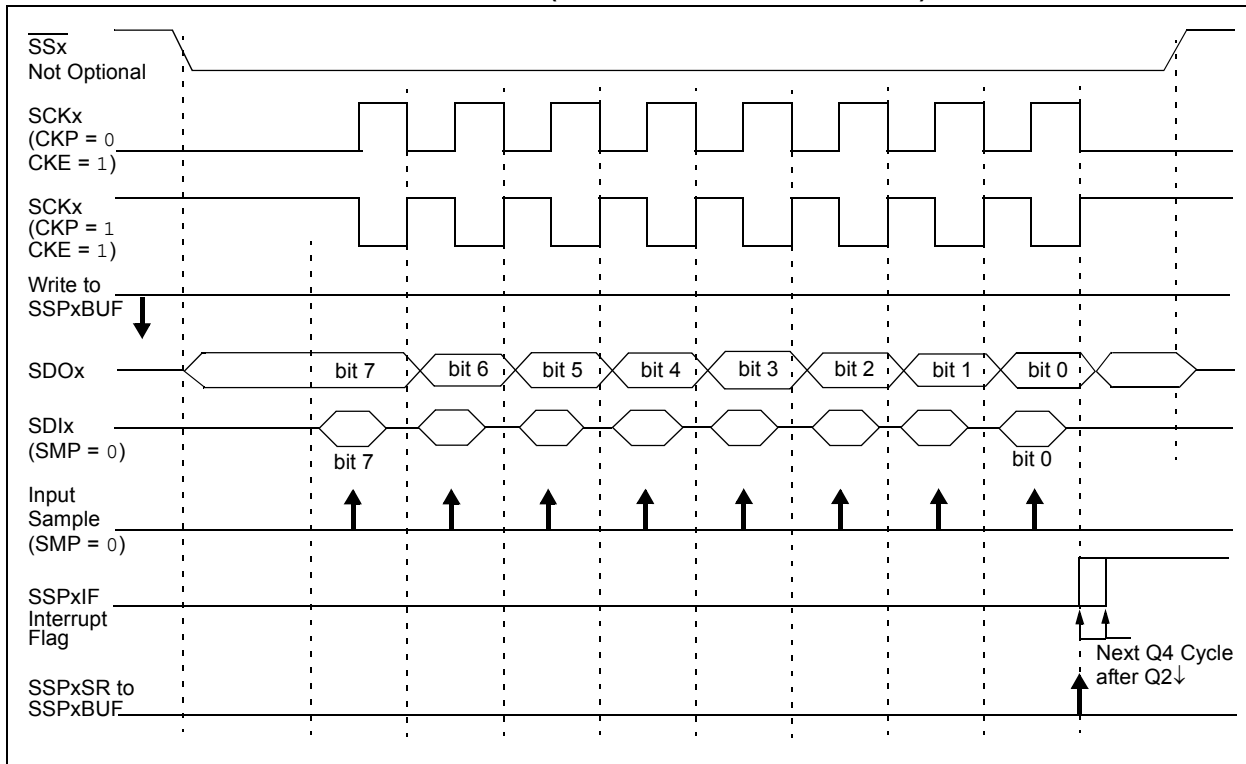 SSx
Not Optional
SCKx
(CKP = 0
CKE = 1)
SCKx
(CKP = 1
CKE = 1)
Write to
SSPxBUF
SDOx
bit 7
bit 6
bit 5
bit 4
bit 3
bit 2
bit 1
bit 0
SDIx
(SMP = 0)
bit 7
bit 0
Input
Sample
(SMP = 0)
SSPxIF
Interrupt
Flag
Next Q4 Cycle
after Q2↓
SSPxSR to
SSPxBUF